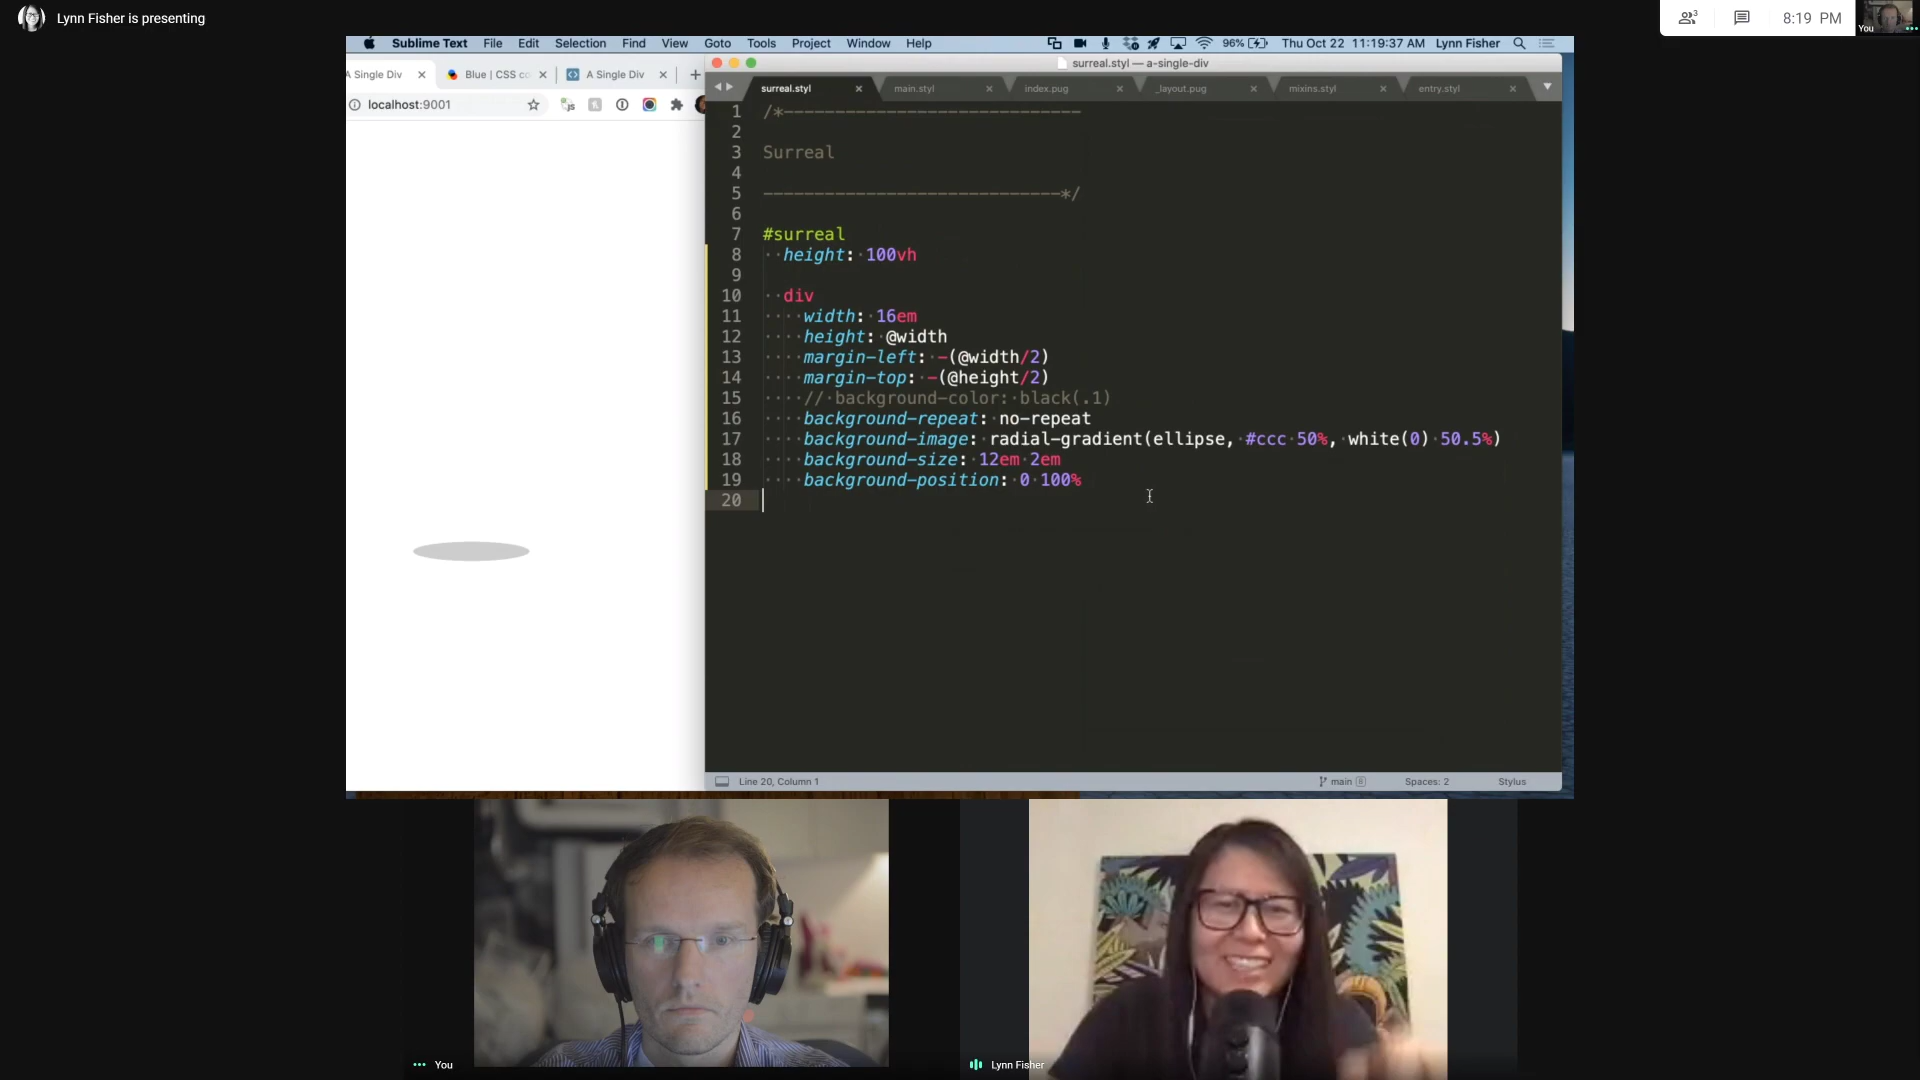 Lynn Fisher is presenting
3
8:19 PM
You
Sublime Text File Edit Selection Find View Goto Tools Project Window Help
96% Thu Oct 22 11:19:37 AM Lynn Fisher
A Single Div
Blue | CSS co
A Single Div
surreal.styl — a-single-div
localhost:9001
surreal.styl main.styl index.pug _layout.pug mixins.styl entry.styl
1 /*-----------------------------
2
3 Surreal
4
5 -----------------------------*/
6
7 #surreal
8 height: 100vh
9
10 div
11 width: 16em
12 height: @width
13 margin-left: -(@width/2)
14 margin-top: -(@height/2)
15 // background-color: black(.1)
16 background-repeat: no-repeat
17 background-image: radial-gradient(ellipse, #ccc 50%, white(0) 50.5%)
18 background-size: 12em 2em
19 background-position: 0 100%
20
Line 20, Column 1
main 8
Spaces: 2
Stylus
You
Lynn Fisher